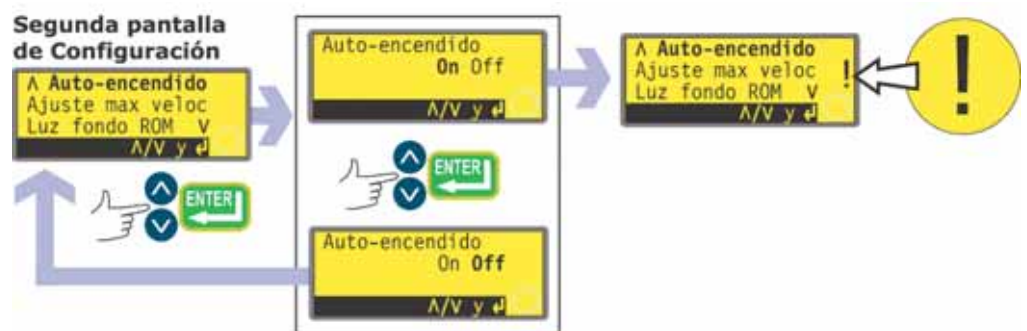 Segunda pantalla
de Configuración
Λ Auto-encendido
Ajuste max veloc
Luz fondo ROM V
Λ/V y ↲
ENTER
Auto-encendido
On Off
Λ/V y ↲
ENTER
Auto-encendido
On Off
Λ/V y ↲
Λ Auto-encendido
Ajuste max veloc !
Luz fondo ROM V
Λ/V y ↲
!